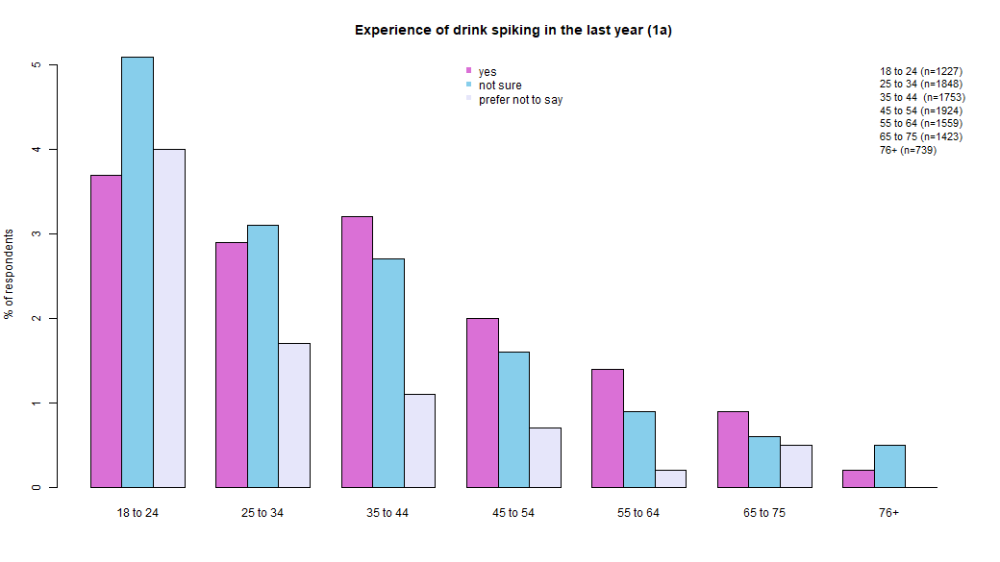 Experience of drink spiking in the last year (1a)
yes
not sure
prefer not to say
18 to 24 (n=1227)
25 to 34 (n=1848)
35 to 44  (n=1753)
45 to 54 (n=1924)
55 to 64 (n=1559)
65 to 75 (n=1423)
76+ (n=739)
% of respondents
5
4
3
2
1
0
18 to 24
25 to 34
35 to 44
45 to 54
55 to 64
65 to 75
76+